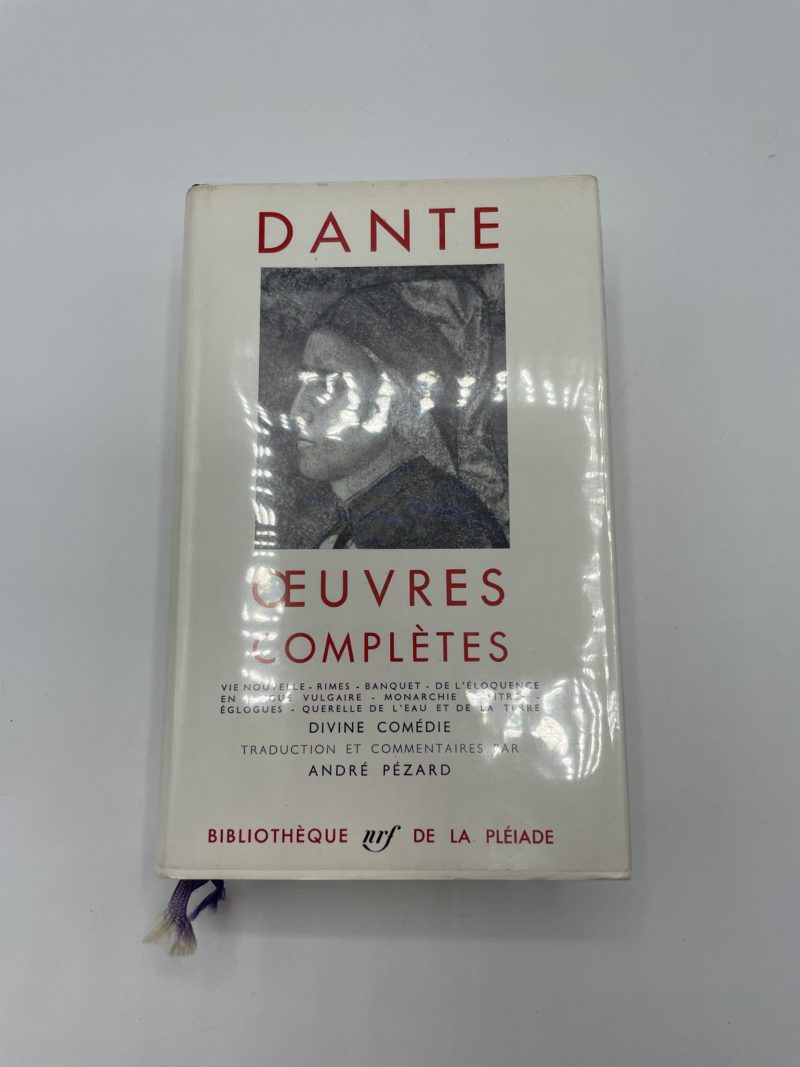 DANTE
ŒUVRES
COMPLÈTES
VIE NOUVELLE - RIMES - BANQUET - DE L'ÉLOQUENCE
EN VULGAIRE - MONARCHIE -
ÉGLOGUES - QUERELLE DE L'EAU ET DE LA TERRE
DIVINE COMÉDIE
TRADUCTION ET COMMENTAIRES PAR
ANDRÉ PÉZARD
BIBLIOTHÈQUE nrf DE LA PLÉIADE